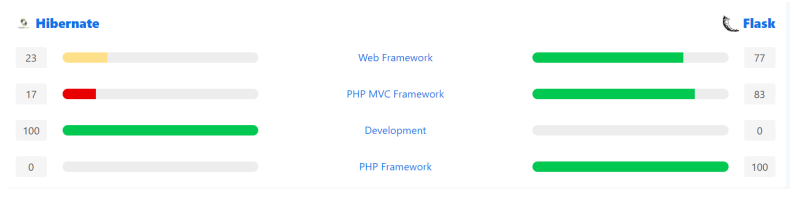 Hibernate Flask
23 Web Framework 77
17 PHP MVC Framework 83
100 Development 0
0 PHP Framework 100